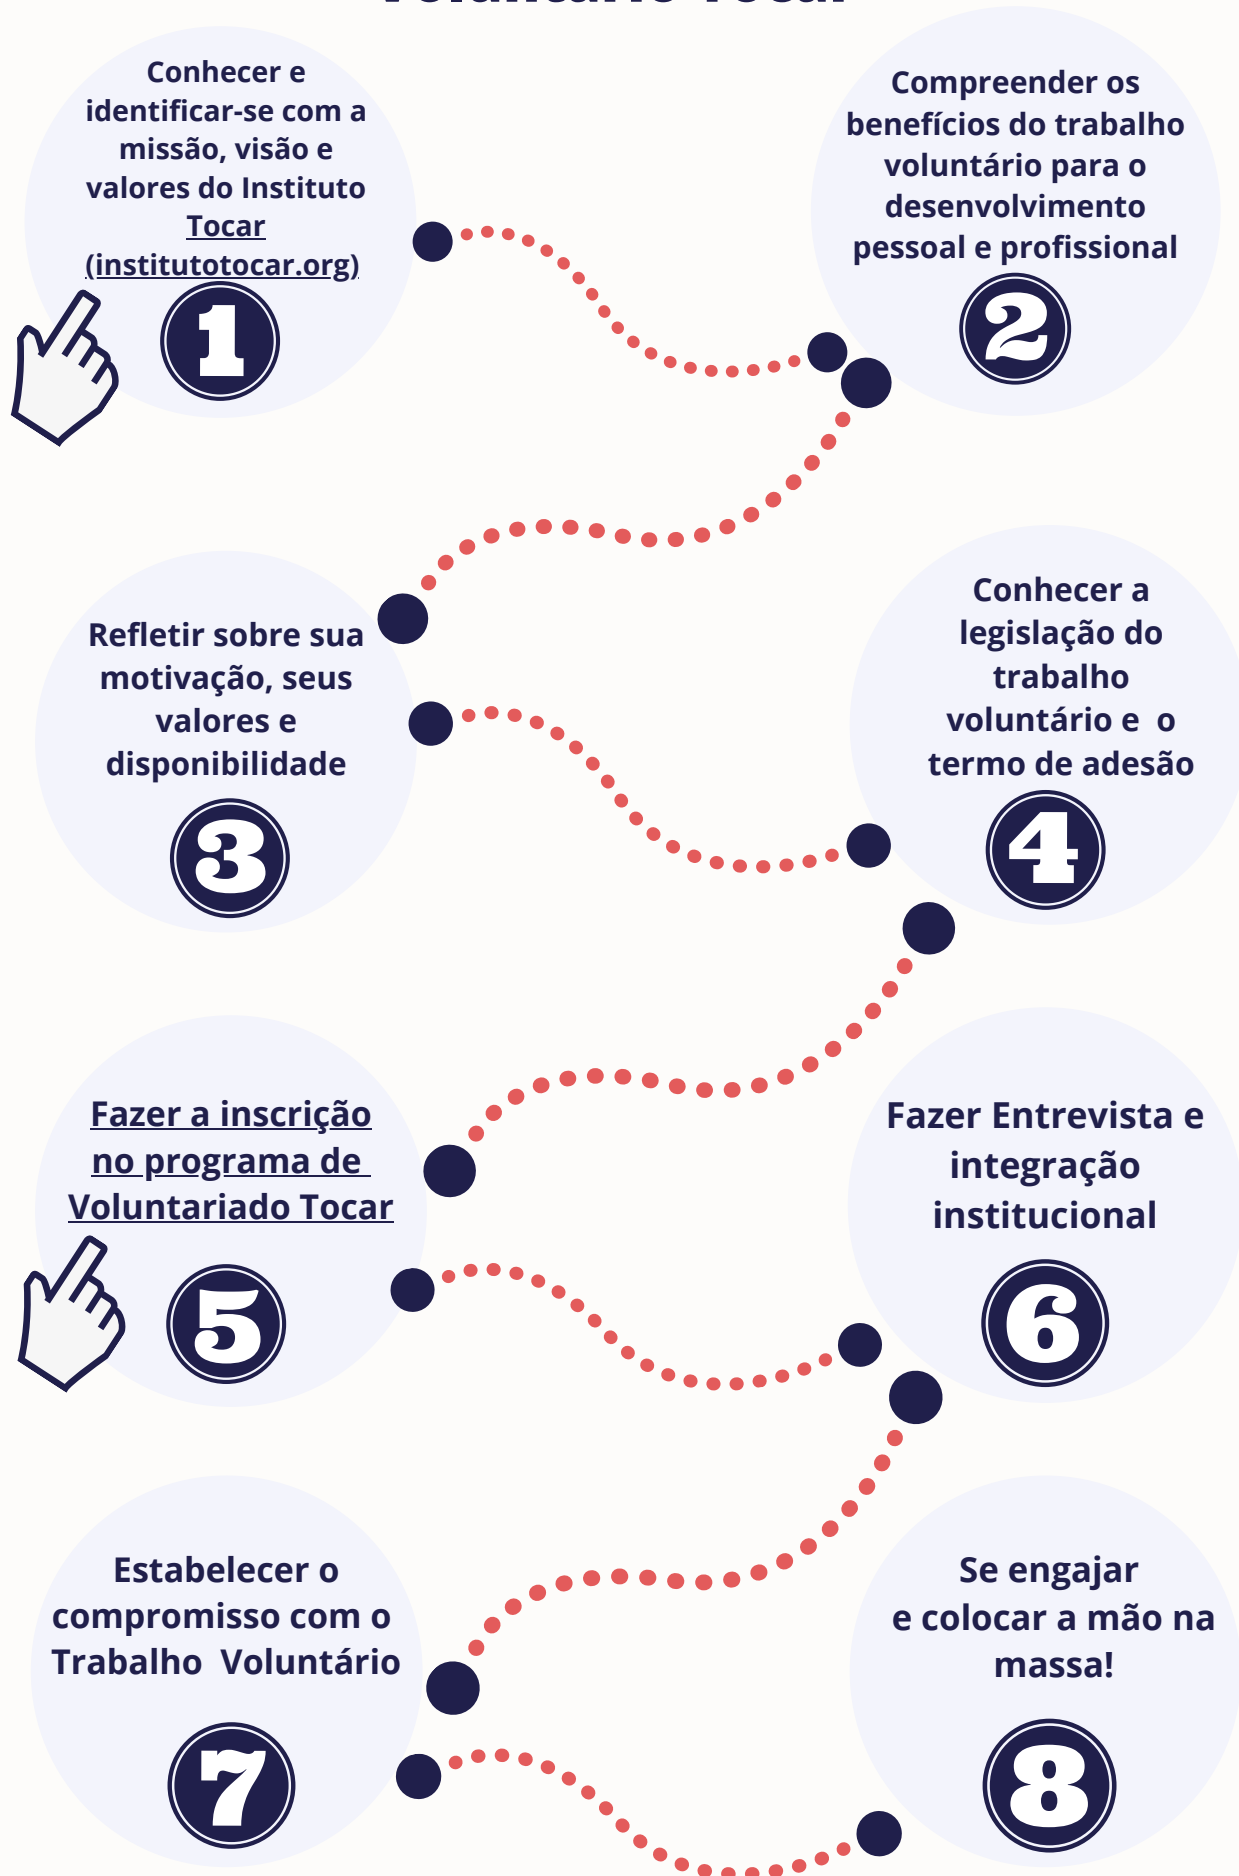 Voluntário Tocar
Conhecer e
identificar-se com a
missão, visão e
valores do Instituto
Tocar
(institutotocar.org)
1
Compreender os
benefícios do trabalho
voluntário para o
desenvolvimento
pessoal e profissional
2
Refletir sobre sua
motivação, seus
valores e
disponibilidade
3
Conhecer a
legislação do
trabalho
voluntário e o
termo de adesão
4
Fazer a inscrição
no programa de
Voluntariado Tocar
5
Fazer Entrevista e
integração
institucional
6
Estabelecer o
compromisso com o
Trabalho Voluntário
7
Se engajar
e colocar a mão na
massa!
8